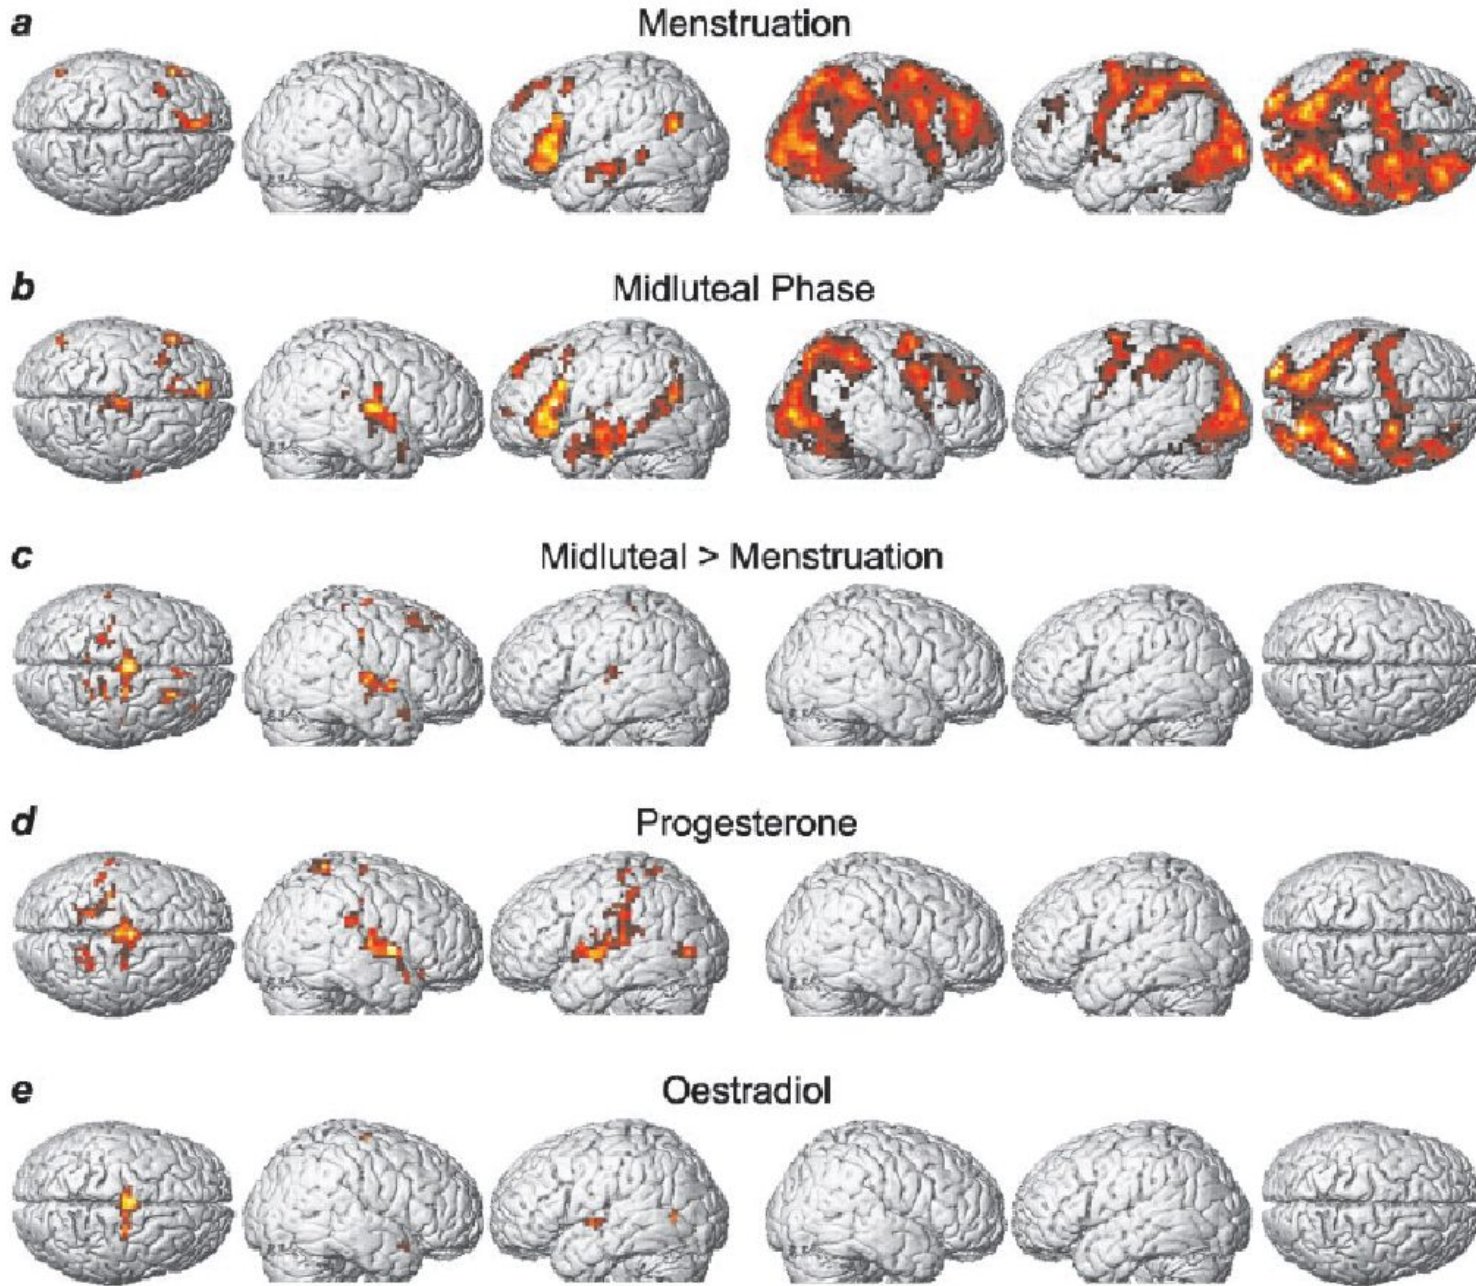 a Menstruation
b Midluteal Phase
c Midluteal > Menstruation
d Progesterone
e Oestradiol